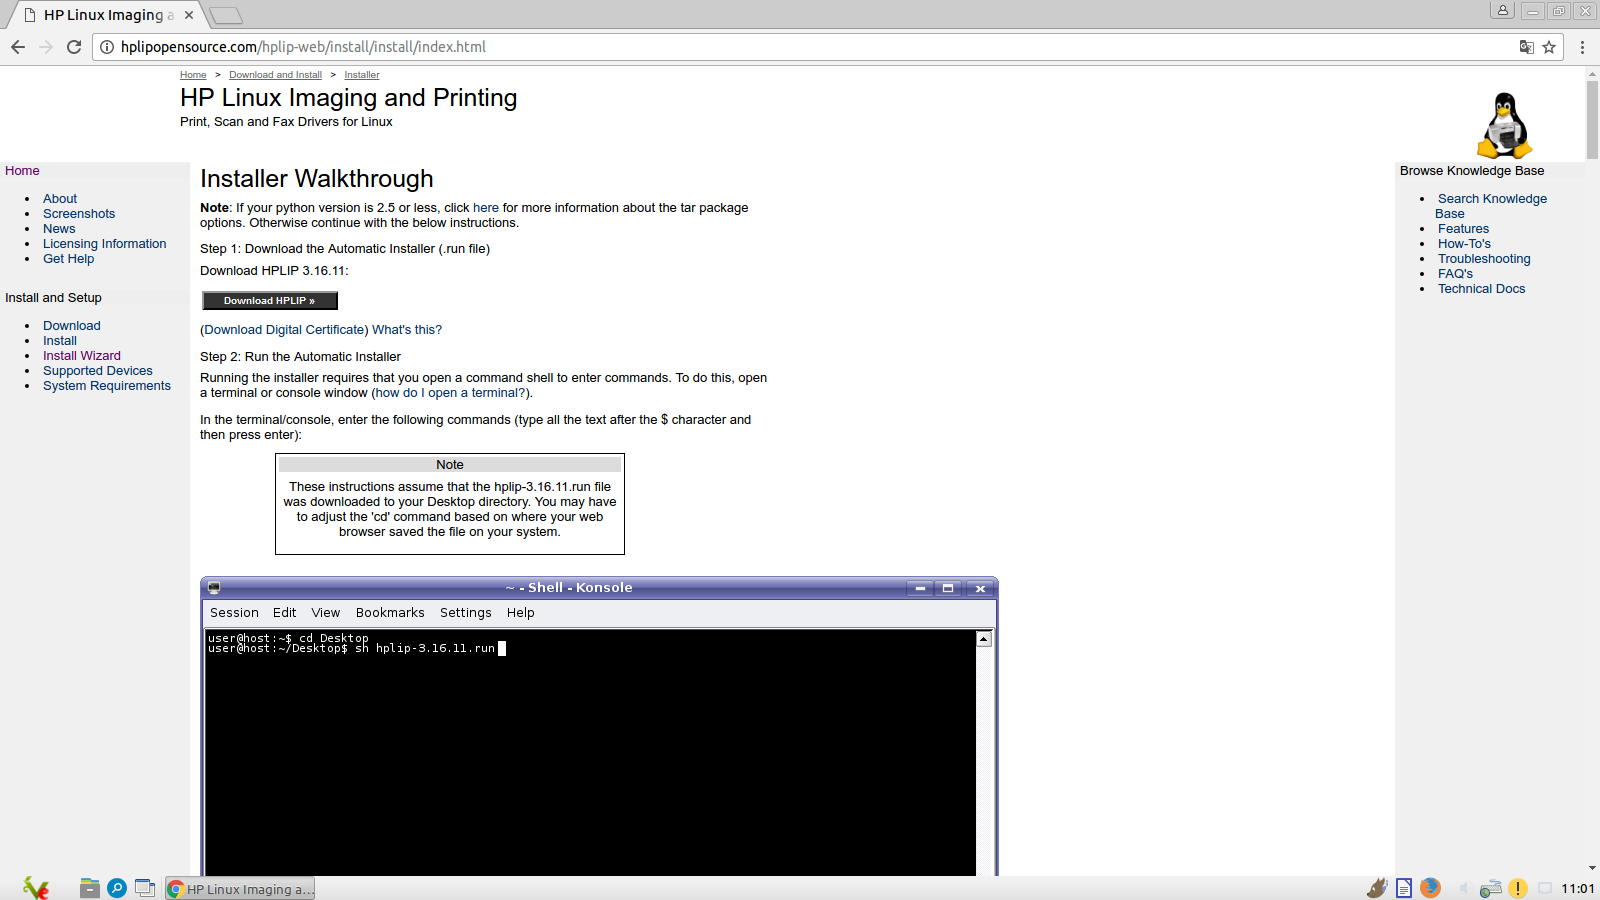 HP Linux Imaging a
hplipopensource.com/hplip-web/install/install/index.html
Home > Download and Install > Installer
HP Linux Imaging and Printing
Print, Scan and Fax Drivers for Linux
Home
About
Screenshots
News
Licensing Information
Get Help
Install and Setup
Download
Install
Install Wizard
Supported Devices
System Requirements
Installer Walkthrough
Note: If your python version is 2.5 or less, click here for more information about the tar package
options. Otherwise continue with the below instructions.
Step 1: Download the Automatic Installer (.run file)
Download HPLIP 3.16.11:
Download HPLIP »
(Download Digital Certificate) What's this?
Step 2: Run the Automatic Installer
Running the installer requires that you open a command shell to enter commands. To do this, open
a terminal or console window (how do I open a terminal?).
In the terminal/console, enter the following commands (type all the text after the $ character and
then press enter):
Note
These instructions assume that the hplip-3.16.11.run file
was downloaded to your Desktop directory. You may have
to adjust the 'cd' command based on where your web
browser saved the file on your system.
~ - Shell - Konsole
Session Edit View Bookmarks Settings Help
user@host:~$ cd Desktop
user@host:~/Desktop$ sh hplip-3.16.11.run
Browse Knowledge Base
Search Knowledge
Base
Features
How-To's
Troubleshooting
FAQ's
Technical Docs
HP Linux Imaging a...
11:01